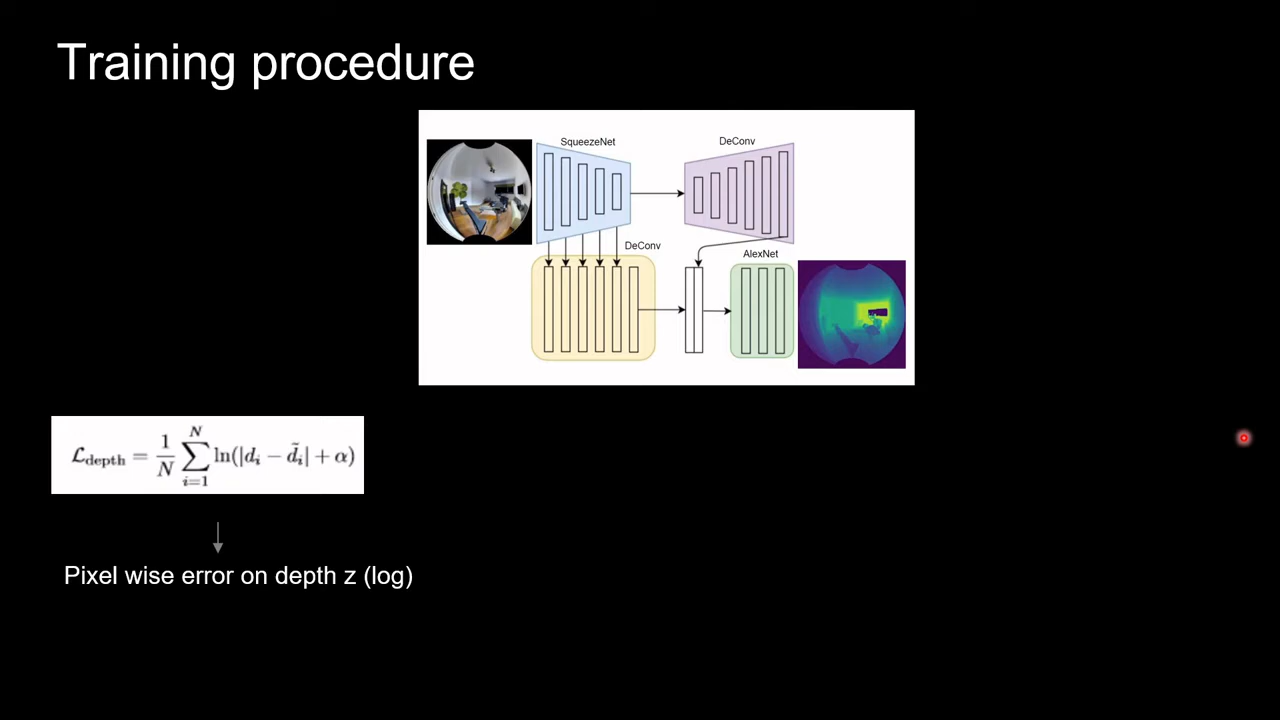 Training procedure
SqueezeNet
DeConv
DeConv
AlexNet
$\mathcal{L}_{\text{depth}} = \frac{1}{N} \sum_{i=1}^{N} \ln(|d_i - \tilde{d}_i| + \alpha)$
Pixel wise error on depth z (log)